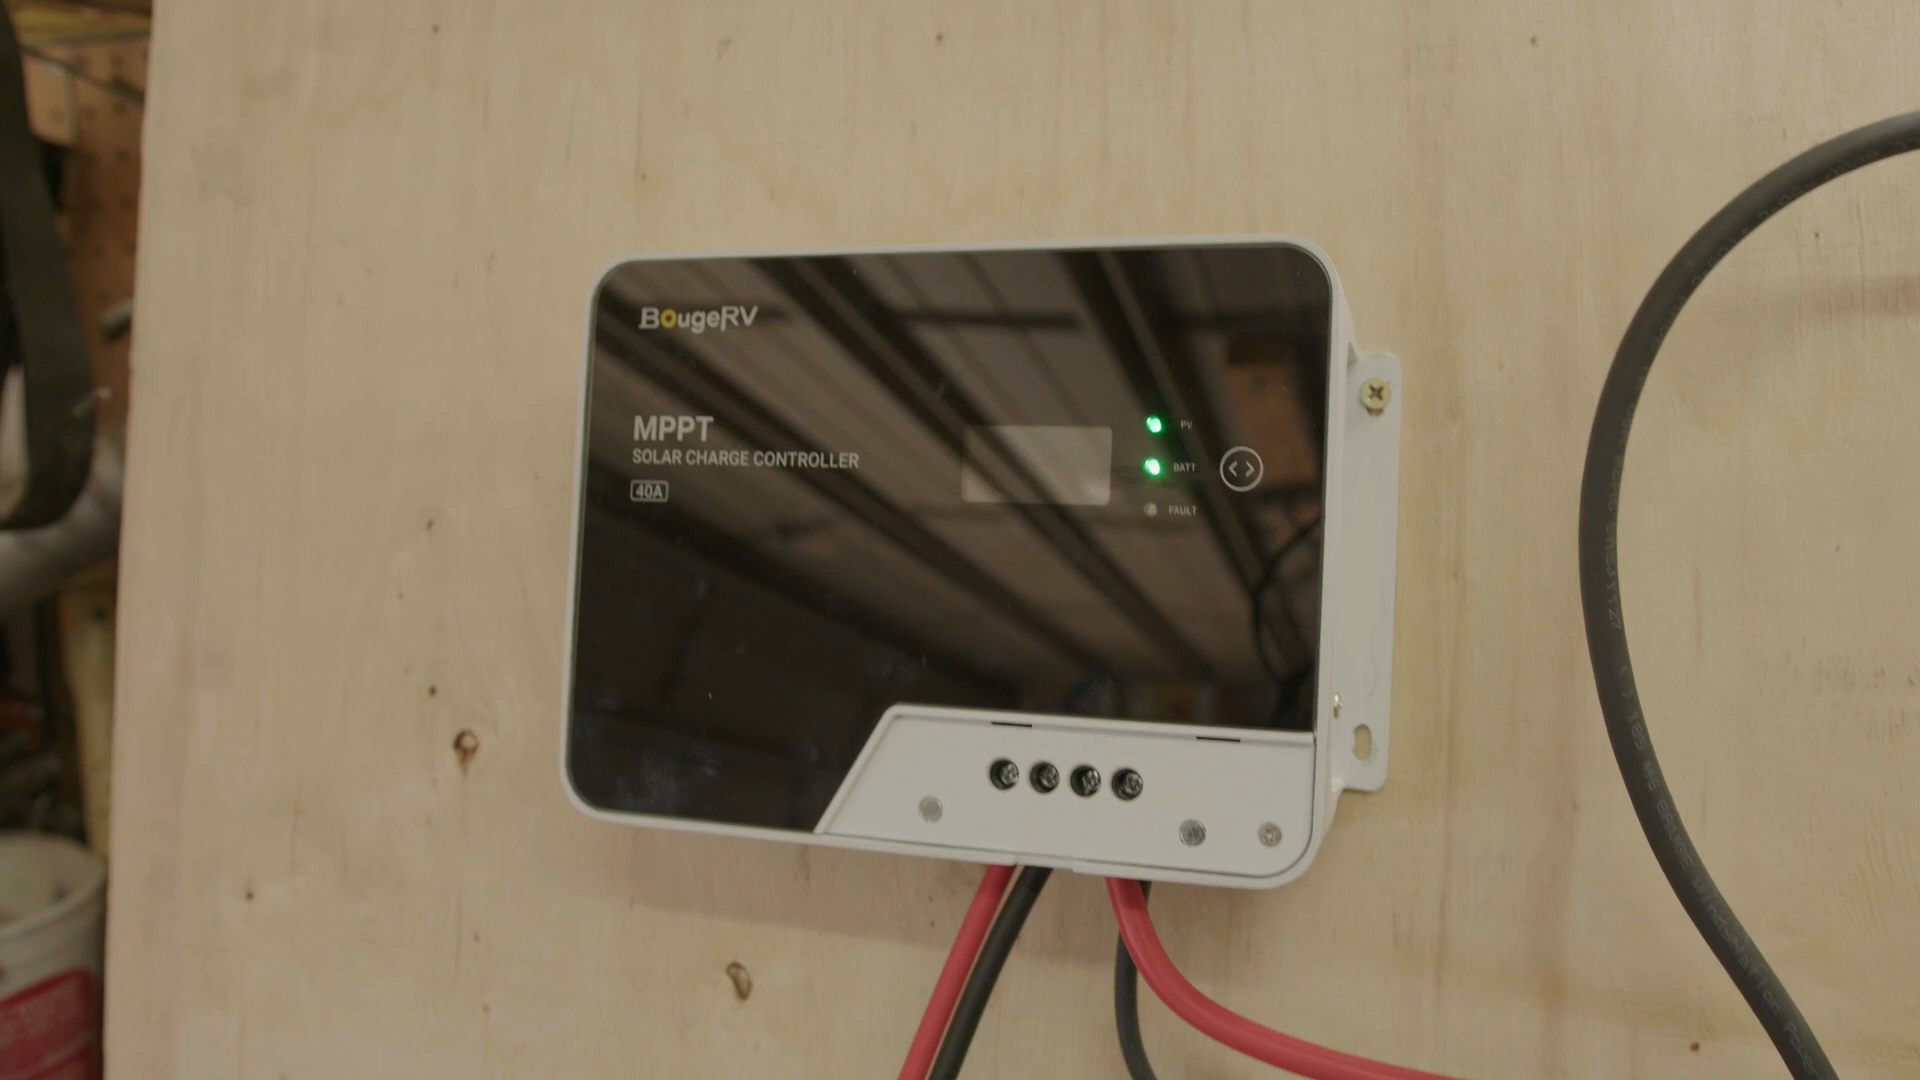 BougeRV
MPPT
SOLAR CHARGE CONTROLLER
40A
PV
BATT
FAULT